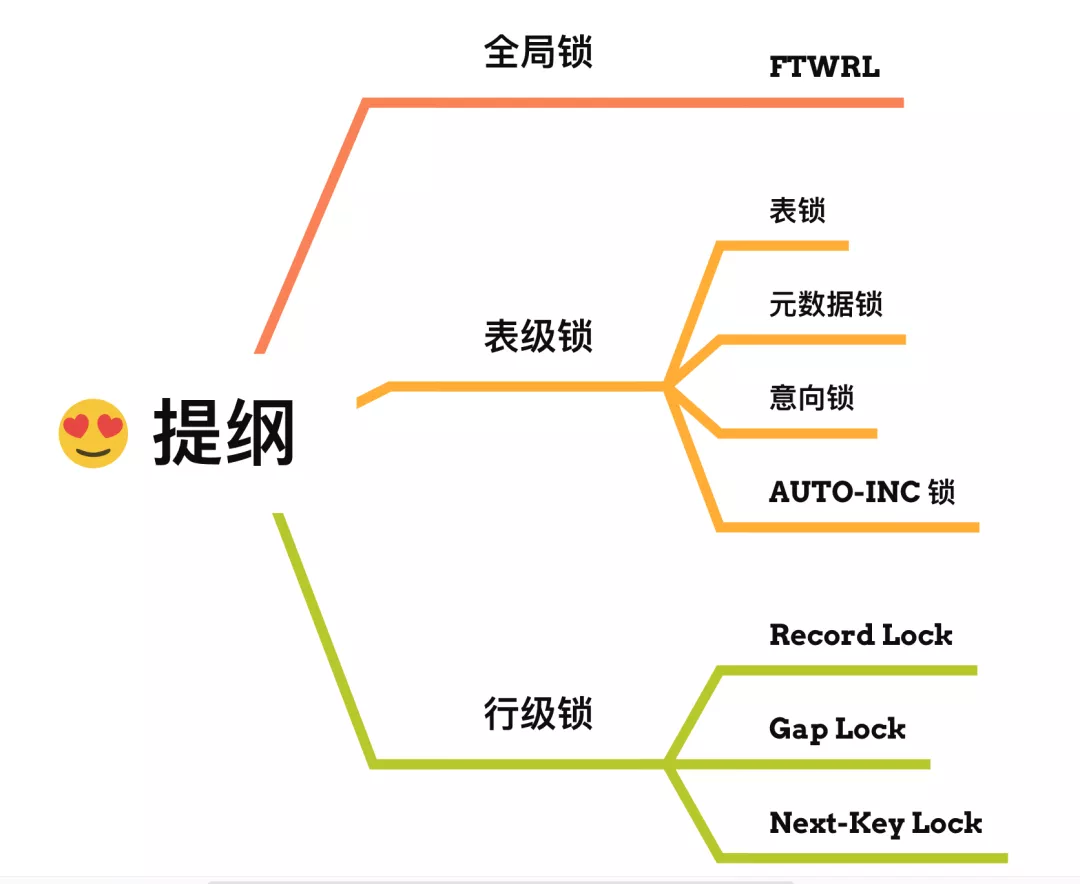 全局锁
FTWRL
表锁
元数据锁
表级锁
意向锁
AUTO-INC 锁
提纲
Record Lock
行级锁
Gap Lock
Next-Key Lock